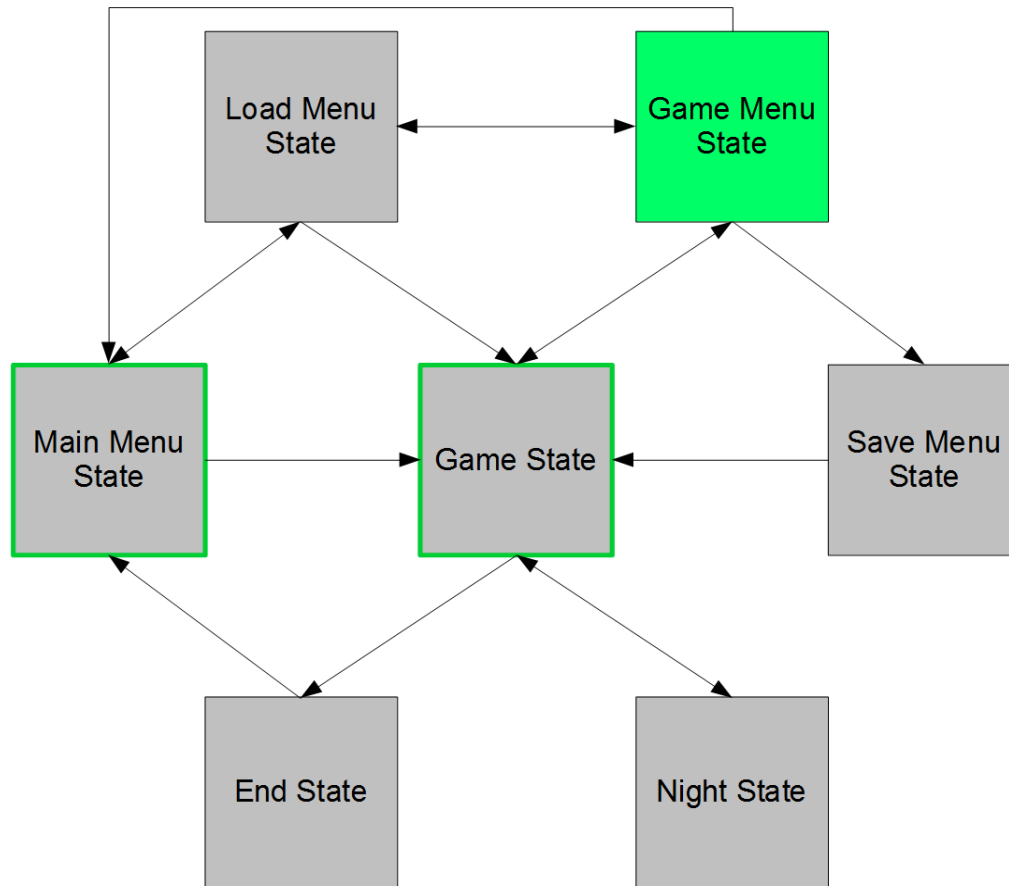 Load Menu
State
Game Menu
State
Main Menu
State
Game State
Save Menu
State
End State
Night State